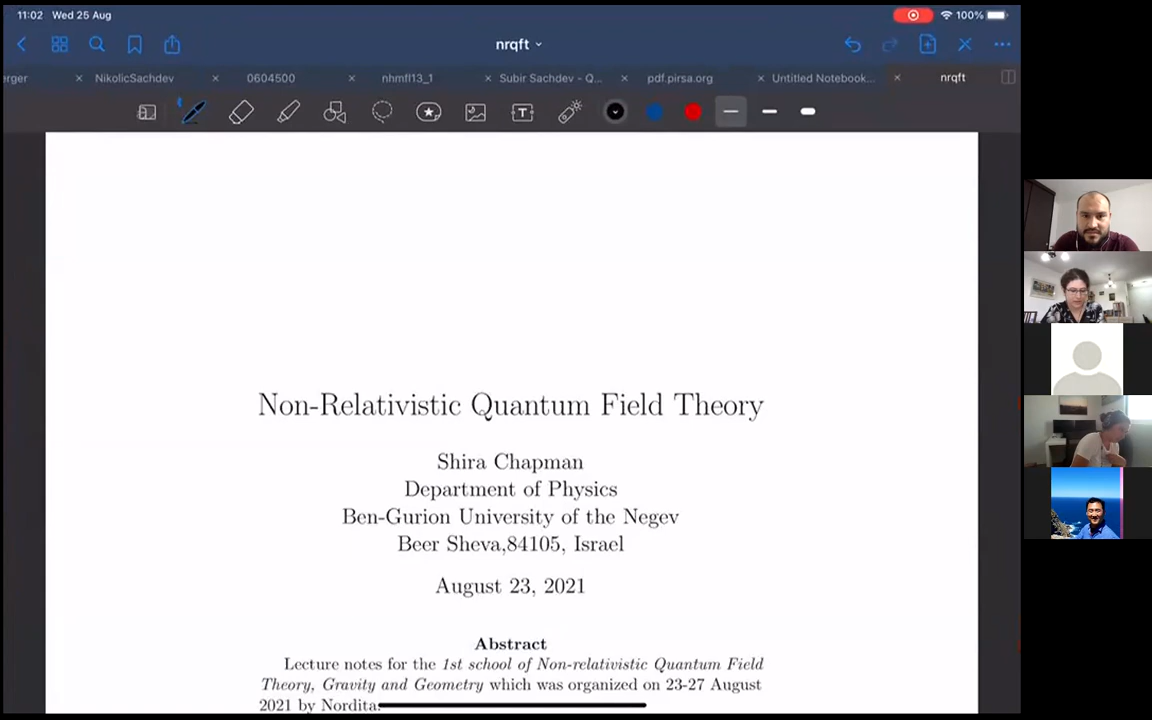 11:02 Wed 25 Aug
100%
nrqft
erger
NikolicSachdev
0604500
nhmfl13_1
Subir Sachdev - Q...
pdf.pirsa.org
Untitled Notebook...
nrqft
Non-Relativistic Quantum Field Theory
Shira Chapman
Department of Physics
Ben-Gurion University of the Negev
Beer Sheva,84105, Israel
August 23, 2021
Abstract
Lecture notes for the 1st school of Non-relativistic Quantum Field
Theory, Gravity and Geometry which was organized on 23-27 August
2021 by Nordita.